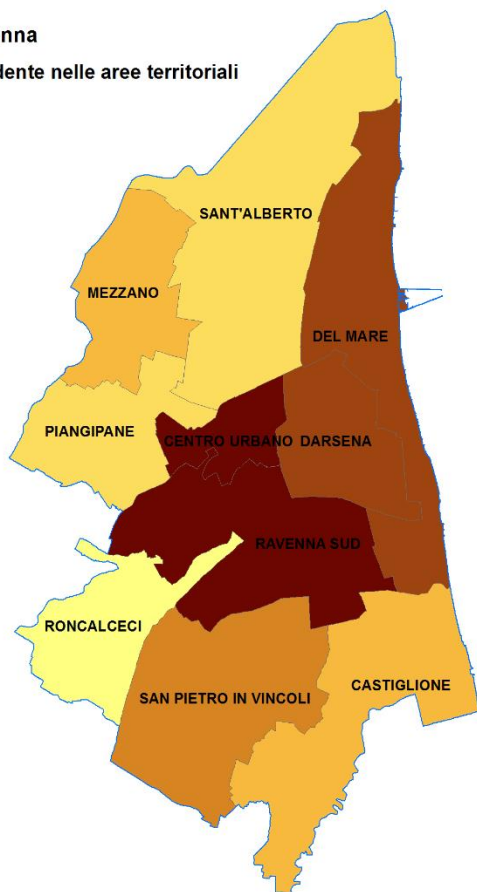 nna
dente nelle aree territoriali
SANT'ALBERTO
MEZZANO
DEL MARE
PIANGIPANE
CENTRO URBANO
DARSENA
RAVENNA SUD
RONCALCECI
CASTIGLIONE
SAN PIETRO IN VINCOLI